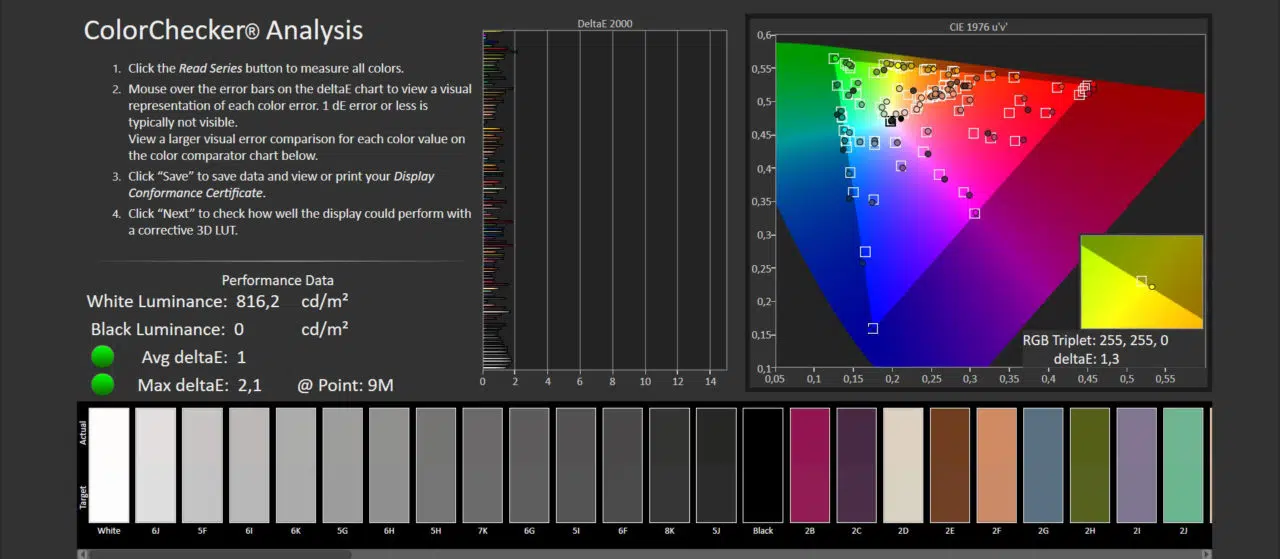 ColorChecker® Analysis
1. Click the Read Series button to measure all colors.
2. Mouse over the error bars on the deltaE chart to view a visual
representation of each color error. 1 dE error or less is
typically not visible.
View a larger visual error comparison for each color value on
the color comparator chart below.
3. Click “Save” to save data and view or print your Display
Conformance Certificate.
4. Click “Next” to check how well the display could perform with
a corrective 3D LUT.
Performance Data
White Luminance: 816,2 cd/m²
Black Luminance: 0 cd/m²
Avg deltaE: 1
Max deltaE: 2,1 @ Point: 9M
DeltaE 2000
0 2 4 6 8 10 12 14
CIE 1976 u'v'
0,6
0,55
0,5
0,45
0,4
0,35
0,3
0,25
0,2
0,15
0,1
0,05 0,1 0,15 0,2 0,25 0,3 0,35 0,4 0,45 0,5 0,55
RGB Triplet: 255, 255, 0
deltaE: 1,3
Actual
Target
White 6J 5F 6I 6K 5G 6H 5H 7K 6G 5I 6F 8K 5J Black 2B 2C 2D 2E 2F 2G 2H 2I 2J